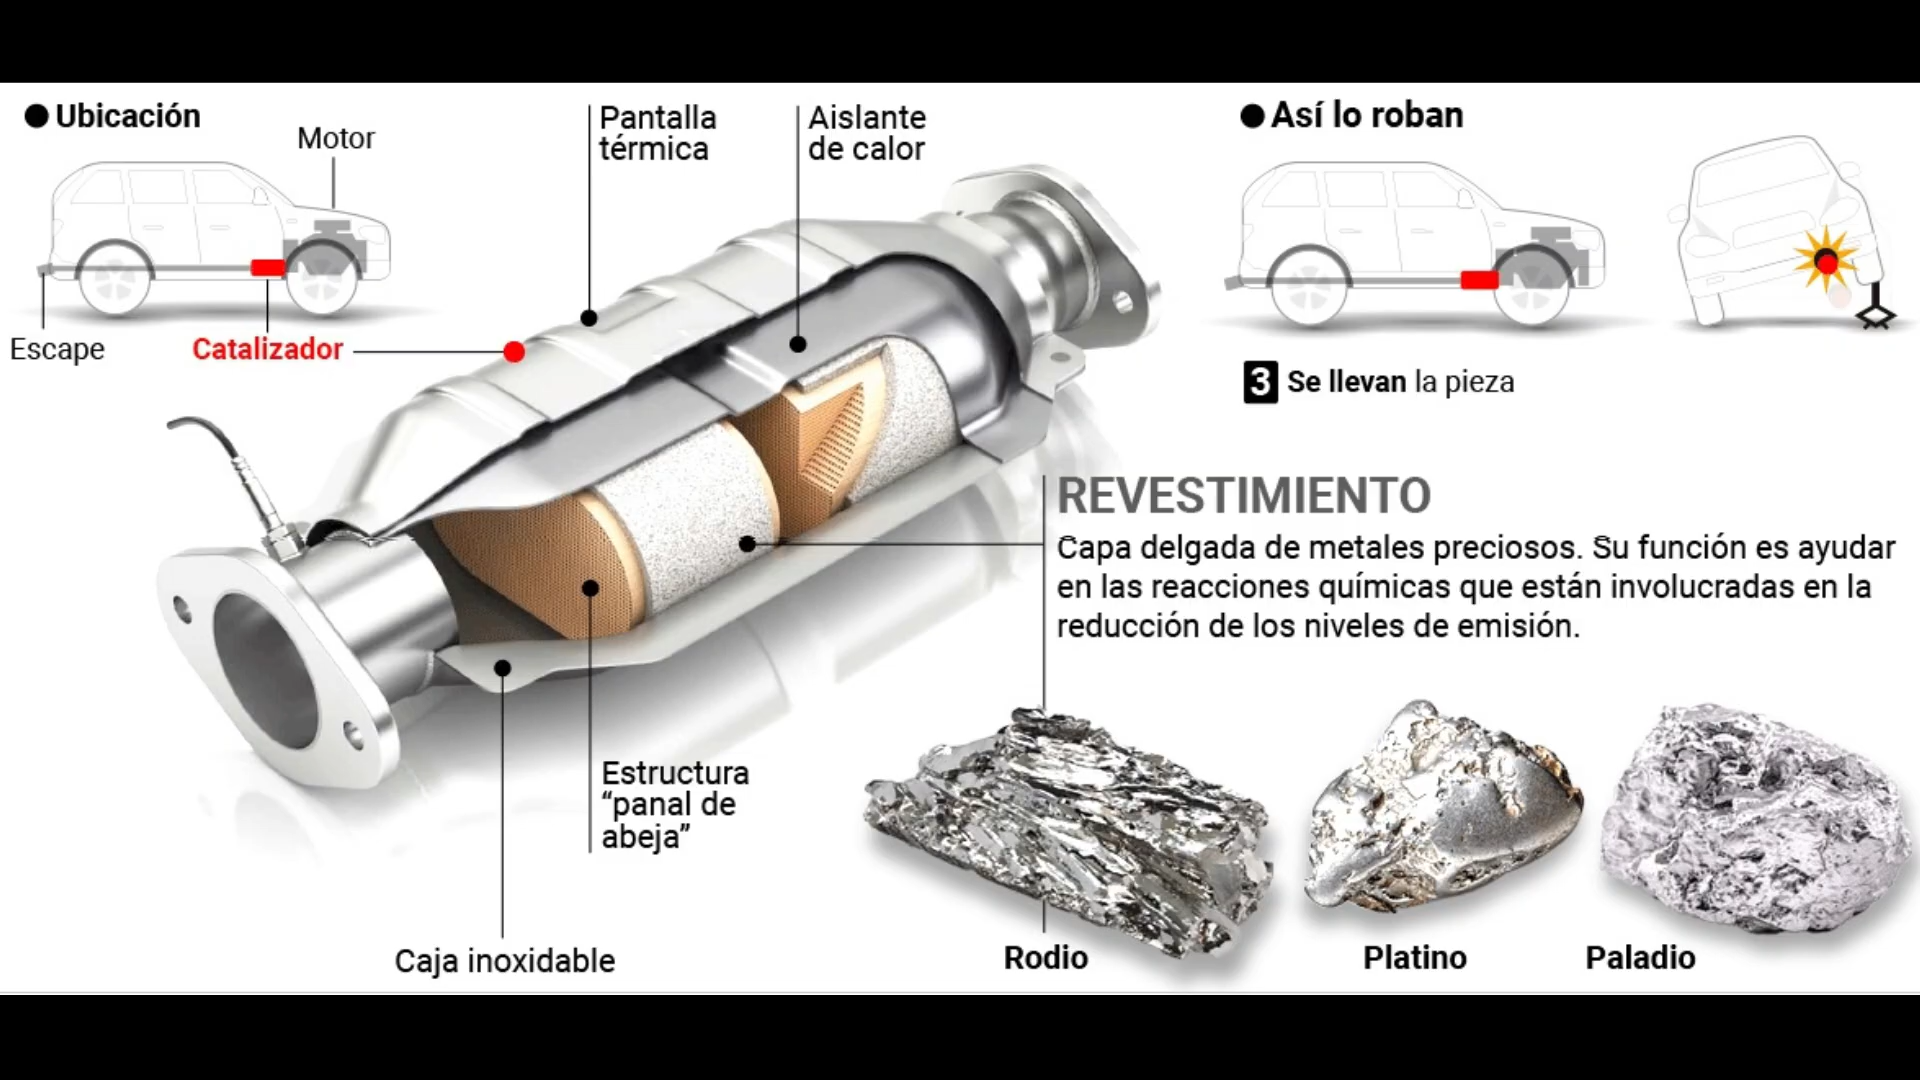 Ubicación
Motor
Escape
Catalizador
Pantalla
térmica
Aislante
de calor
Así lo roban
3 Se llevan la pieza
REVESTIMIENTO
Capa delgada de metales preciosos. Su función es ayudar
en las reacciones químicas que están involucradas en la
reducción de los niveles de emisión.
Estructura
“panal de
abeja”
Caja inoxidable
Rodio
Platino
Paladio